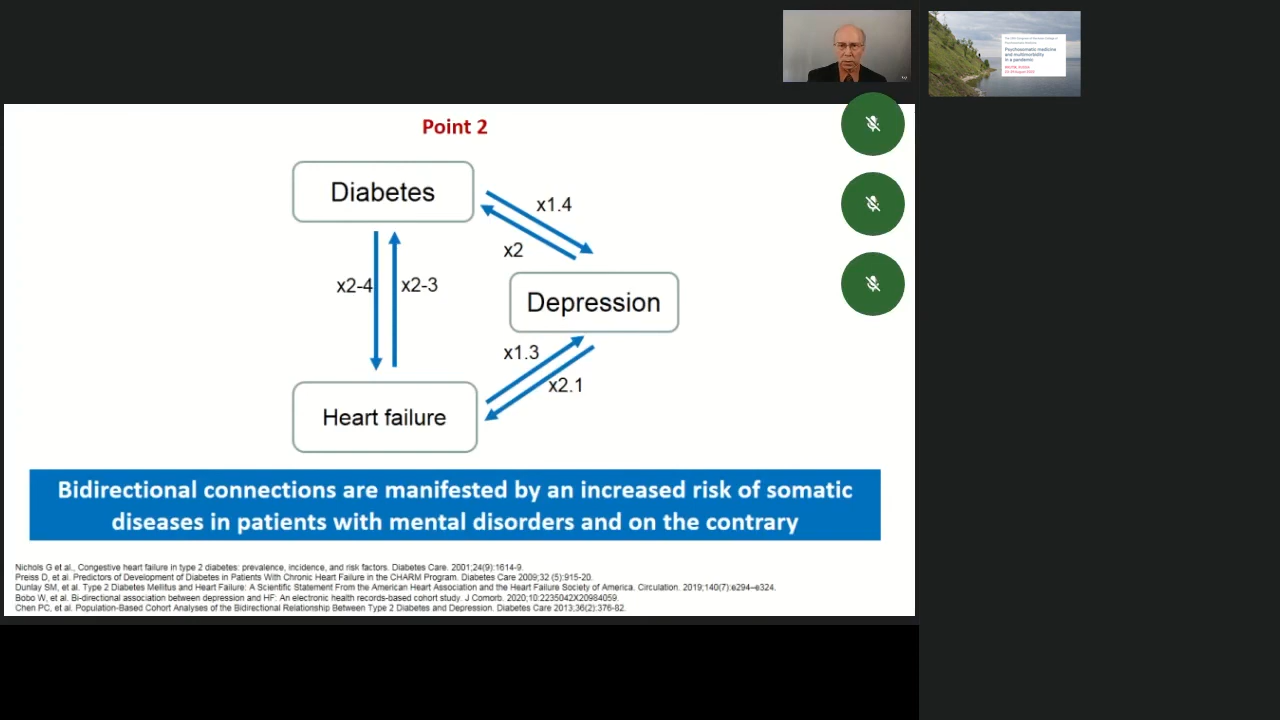 Point 2
Diabetes
x1.4
x2
x2-4
x2-3
Depression
x1.3
x2.1
Heart failure
Bidirectional connections are manifested by an increased risk of somatic
diseases in patients with mental disorders and on the contrary
Nichols G et al., Congestive heart failure in type 2 diabetes: prevalence, incidence, and risk factors. Diabetes Care. 2001;24(9):1614-9.
Preiss D, et al. Predictors of Development of Diabetes in Patients With Chronic Heart Failure in the CHARM Program. Diabetes Care 2009;32 (5):915-20.
Dunlay SM, et al. Type 2 Diabetes Mellitus and Heart Failure: A Scientific Statement From the American Heart Association and the Heart Failure Society of America. Circulation. 2019;140(7):e294–e324.
Bobo W, et al. Bi-directional association between depression and HF: An electronic health records-based cohort study. J Comorb. 2020;10:2235042X20984059.
Chen PC, et al. Population-Based Cohort Analyses of the Bidirectional Relationship Between Type 2 Diabetes and Depression. Diabetes Care 2013;36(2):376-82.
Psychosomatic medicine
and multimorbidity
in a pandemic